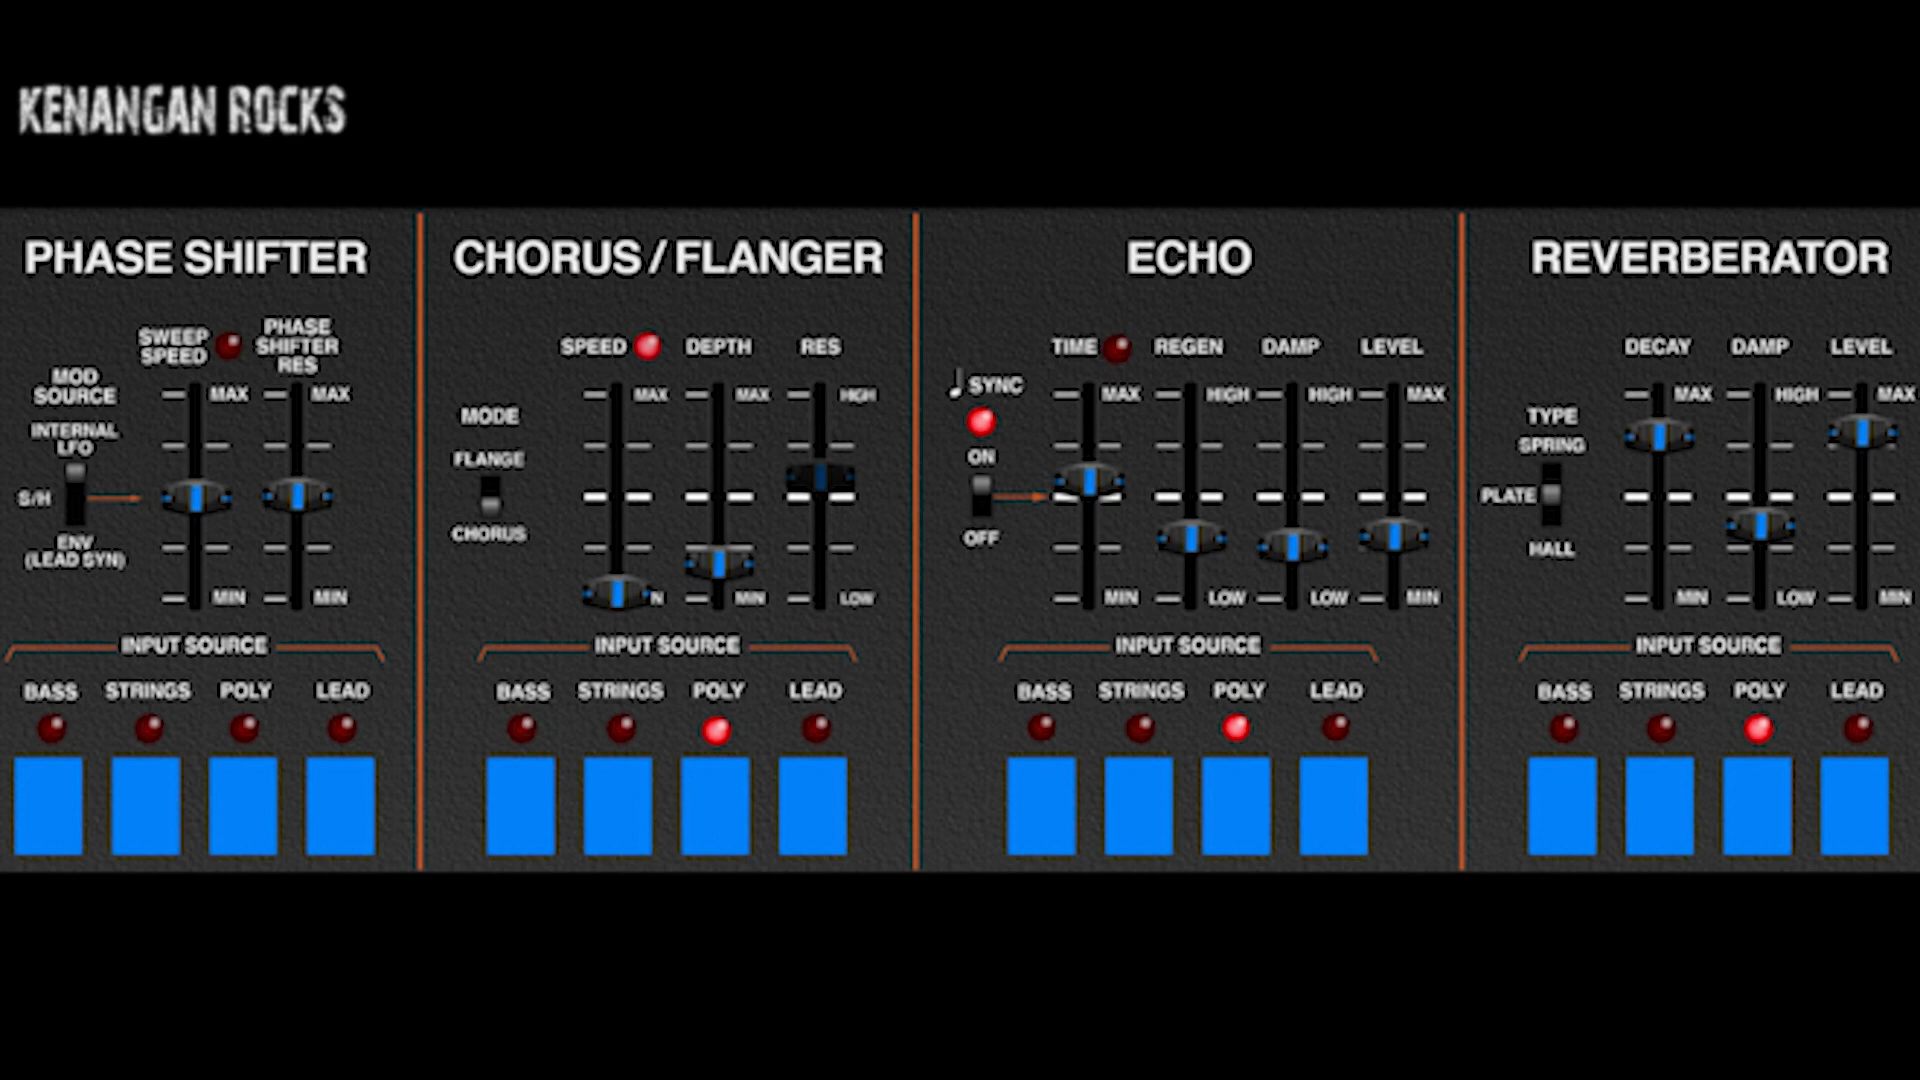 KENANGAN ROCKS
PHASE SHIFTER
SWEEP
SPEED
PHASE
SHIFTER
RES
MOD
SOURCE
INTERNAL
LFO
S/H
ENV
(LEAD SYN)
MAX
MAX
MIN
MIN
INPUT SOURCE
BASS STRINGS POLY LEAD
CHORUS / FLANGER
SPEED DEPTH RES
MODE
FLANGE
CHORUS
MAX MAX HIGH
N MIN LOW
INPUT SOURCE
BASS STRINGS POLY LEAD
ECHO
TIME REGEN DAMP LEVEL
♩ SYNC
ON
OFF
MAX HIGH HIGH MAX
MIN LOW LOW MIN
INPUT SOURCE
BASS STRINGS POLY LEAD
REVERBERATOR
DECAY DAMP LEVEL
TYPE
SPRING
PLATE
HALL
MAX HIGH MAX
MIN LOW MIN
INPUT SOURCE
BASS STRINGS POLY LEAD